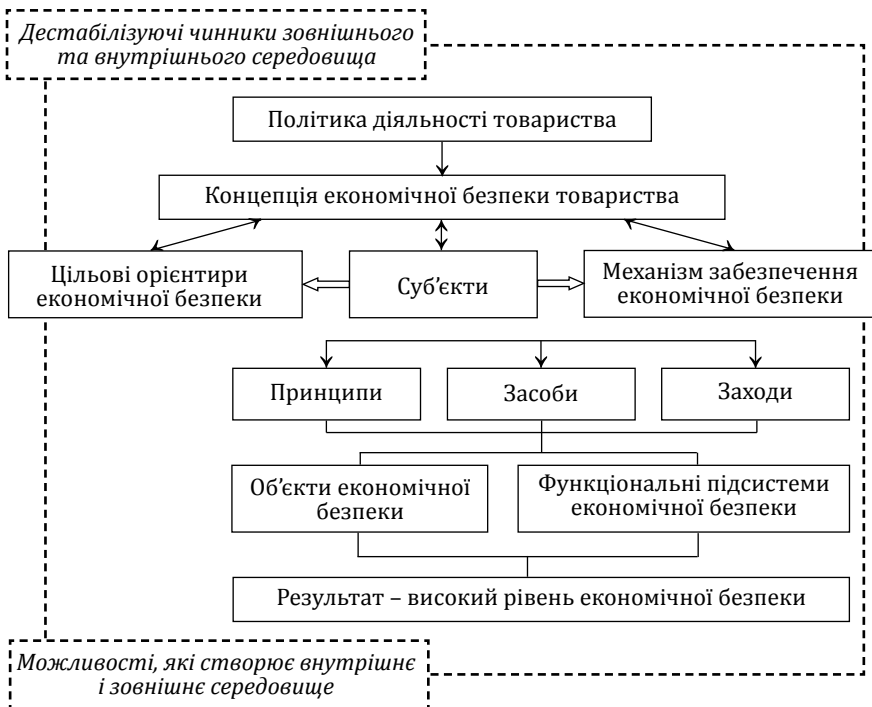 Дестабілізуючі чинники зовнішнього
та внутрішнього середовища
Політика діяльності товариства
Концепція економічної безпеки товариства
Цільові орієнтири
економічної безпеки
Суб’єкти
Механізм забезпечення
економічної безпеки
Принципи
Засоби
Заходи
Об’єкти економічної
безпеки
Функціональні підсистеми
економічної безпеки
Результат – високий рівень економічної безпеки
Можливості, які створює внутрішнє
і зовнішнє середовище